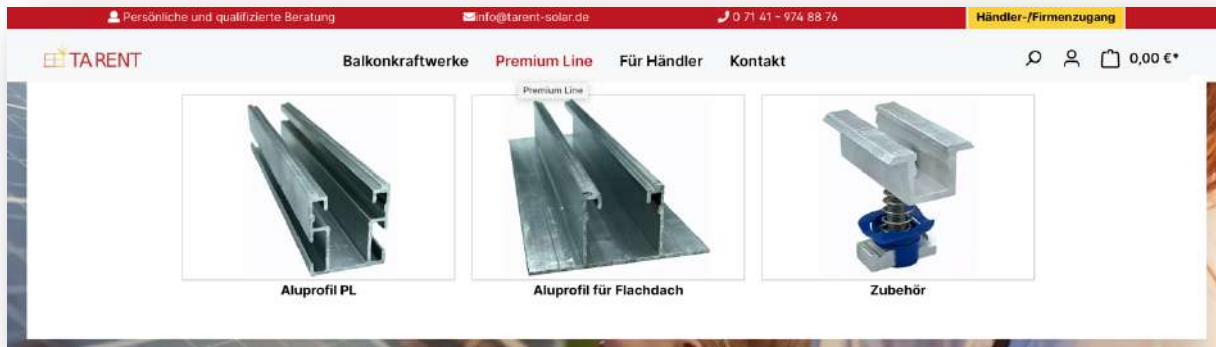 Persönliche und qualifizierte Beratung
info@tarent-solar.de
0 71 41 - 974 88 76
Händler-/Firmenzugang
TARENT
Balkonkraftwerke
Premium Line
Für Händler
Kontakt
0,00 €*
Premium Line
Aluprofil PL
Aluprofil für Flachdach
Zubehör